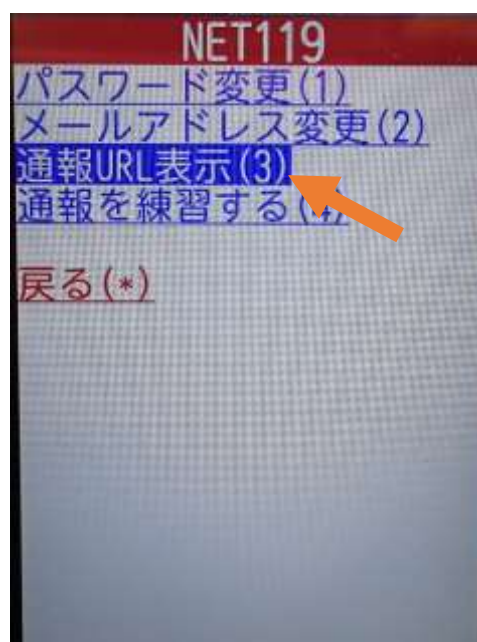 NET119
パスワード変更(1)
メールアドレス変更(2)
通報URL表示(3)
通報を練習する(4)
戻る(*)